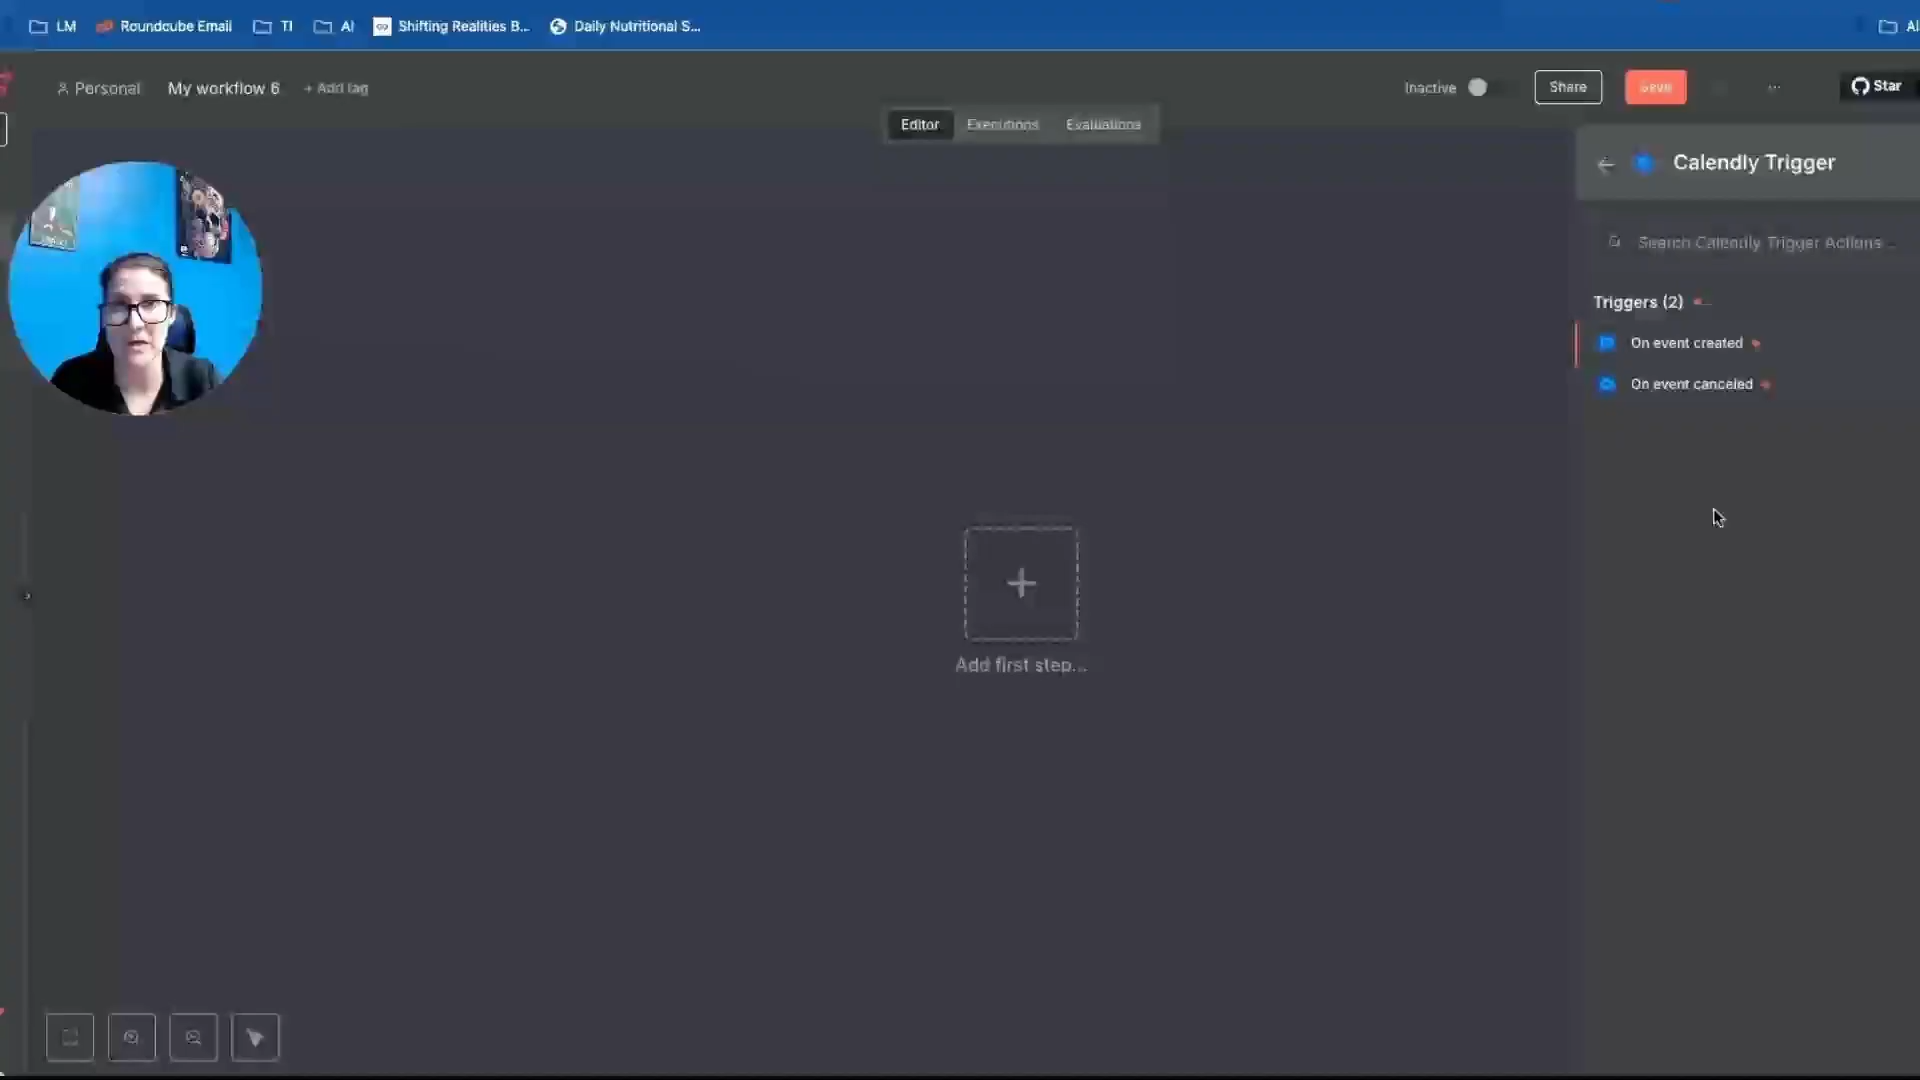 LM
Roundcube Email
TI
AI
Shifting Realities B...
Daily Nutritional S...
Personal
My workflow 6
+ Add tag
Inactive
Share
Save
...
Star
Editor
Executions
Evaluations
Calendly Trigger
Search Calendly Trigger Actions ...
Triggers (2)
On event created
On event canceled
Add first step...